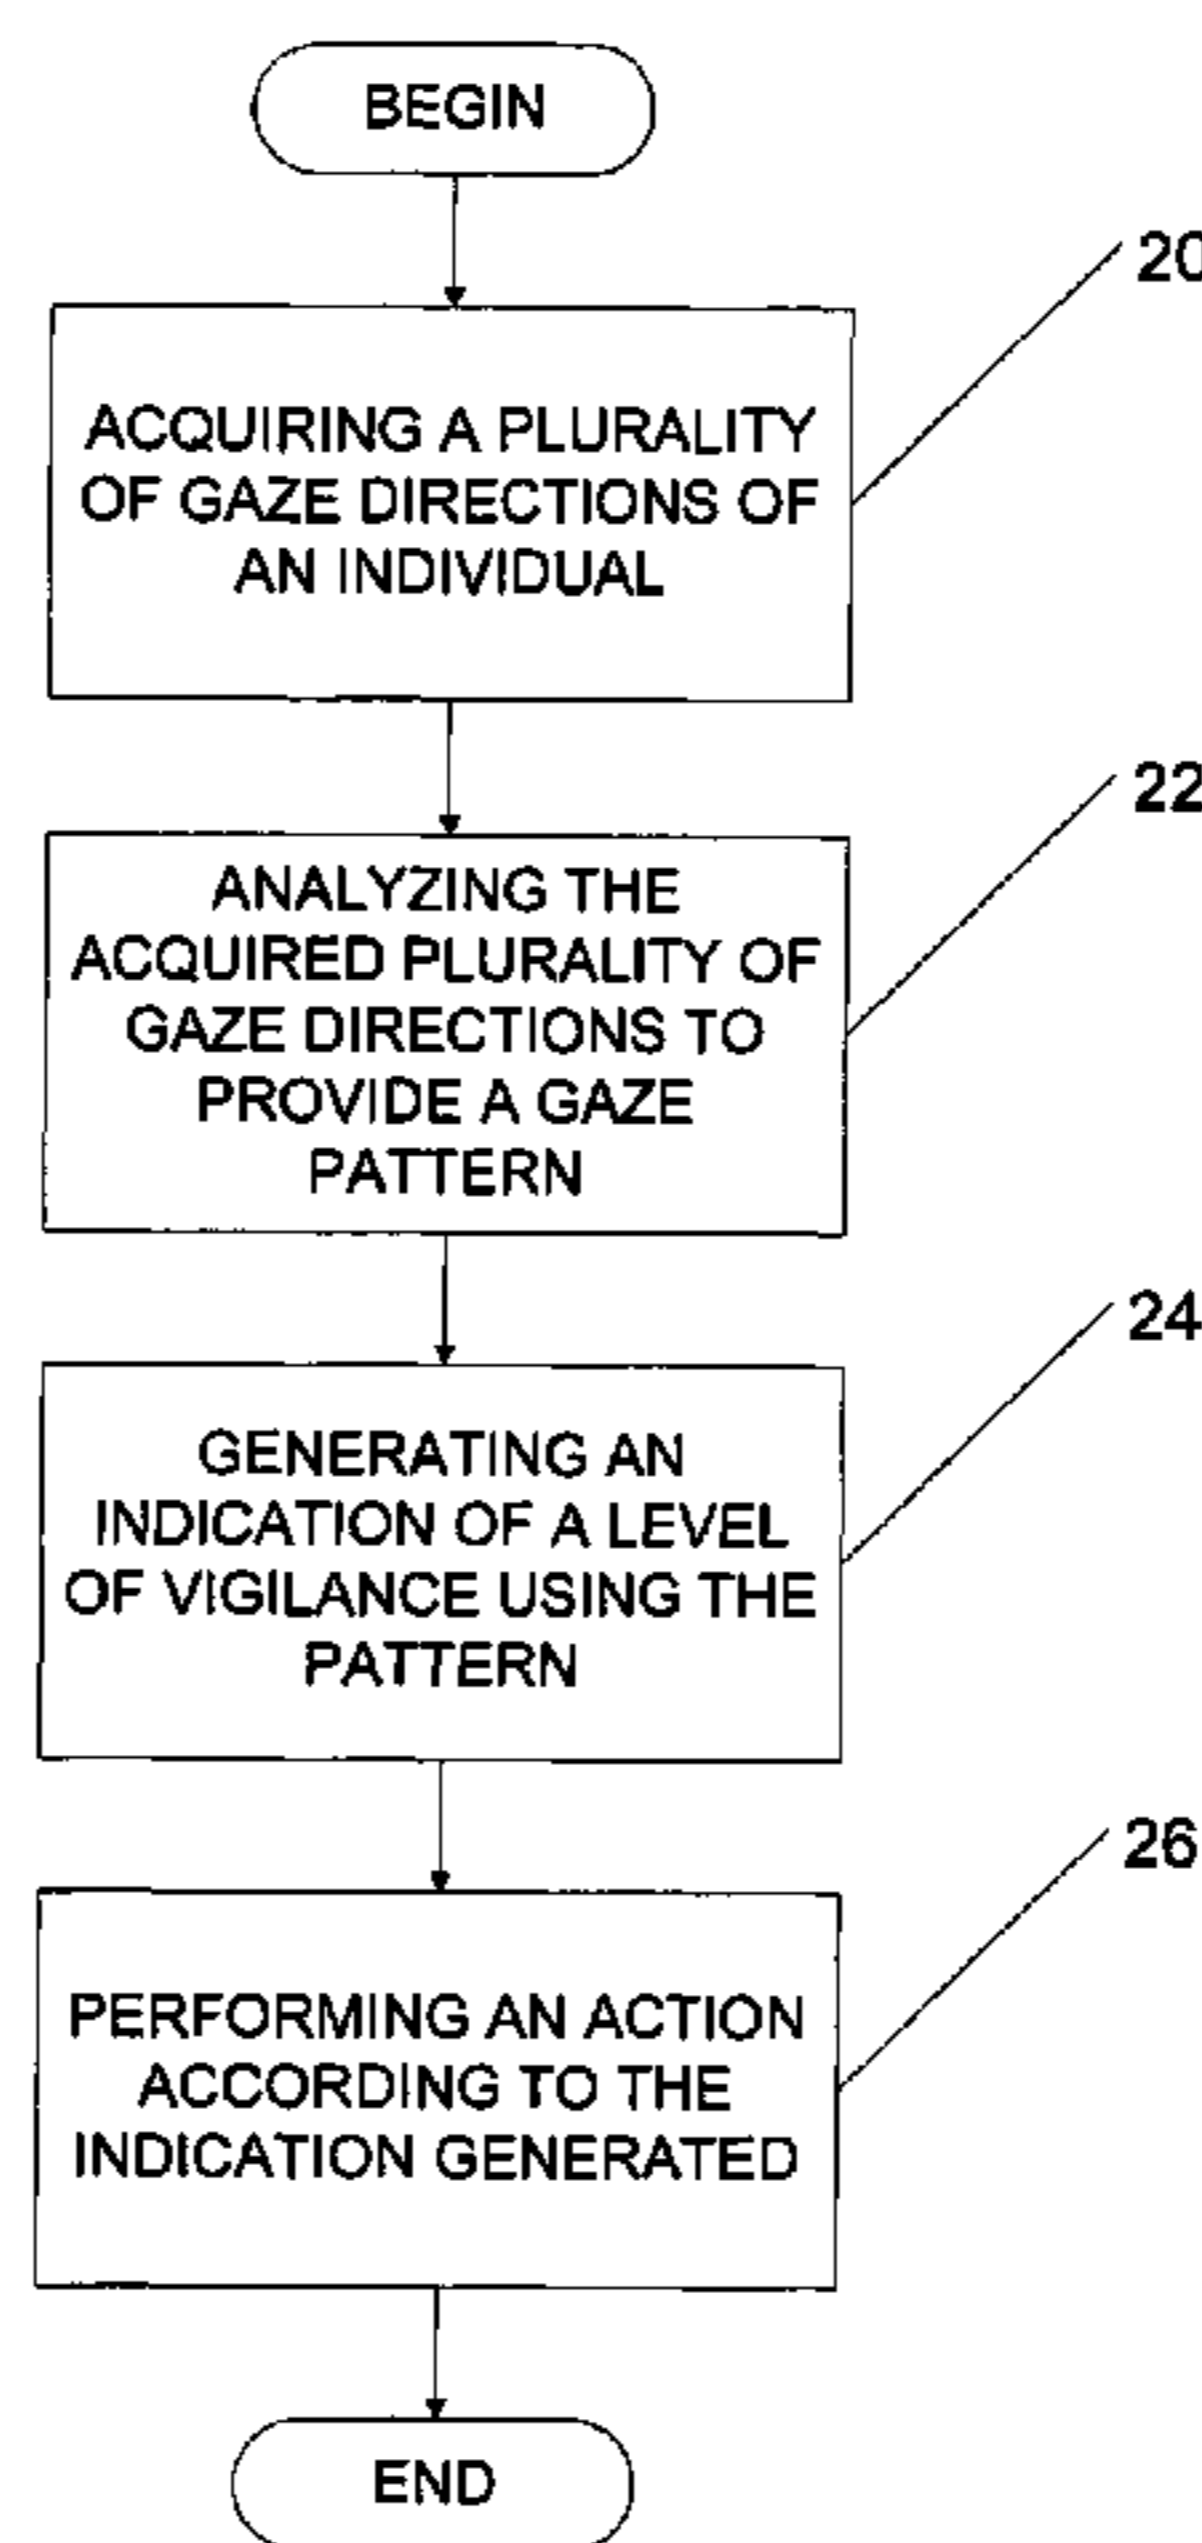 BEGIN
20
ACQUIRING A PLURALITY
OF GAZE DIRECTIONS OF
AN INDIVIDUAL
22
ANALYZING THE
ACQUIRED PLURALITY OF
GAZE DIRECTIONS TO
PROVIDE A GAZE
PATTERN
24
GENERATING AN
INDICATION OF A LEVEL
OF VIGILANCE USING THE
PATTERN
26
PERFORMING AN ACTION
ACCORDING TO THE
INDICATION GENERATED
END